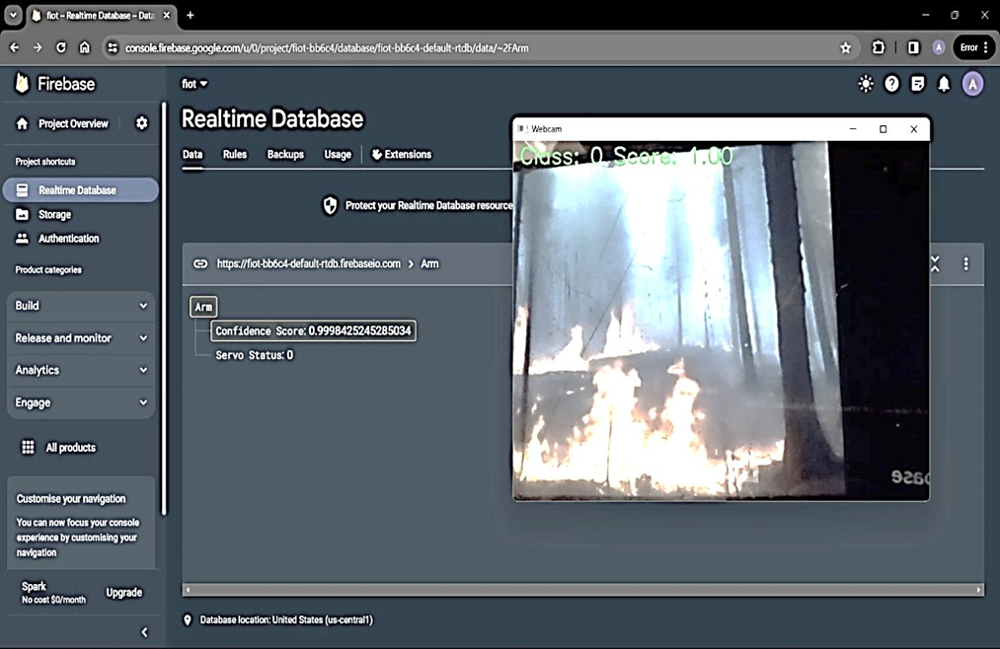 fiot – Realtime Database – Data
console.firebase.google.com/u/0/project/fiot-bb6c4/database/fiot-bb6c4-default-rtdb/data/~2FArm
A
Error
Firebase
fiot
A
Project Overview
Realtime Database
Data Rules Backups Usage Extensions
Project shortcuts
Realtime Database
Storage
Authentication
Product categories
Build
Release and monitor
Analytics
Engage
All products
Customise your navigation
You can now focus your console
experience by customising your
navigation
Spark
No cost $0/month
Upgrade
Protect your Realtime Database resource
https://fiot-bb6c4-default-rtdb.firebaseio.com > Arm
Arm
Confidence Score: 0.9998425245285034
Servo Status: 0
Webcam
Class: 0 Score: 1.00
Database location: United States (us-central1)